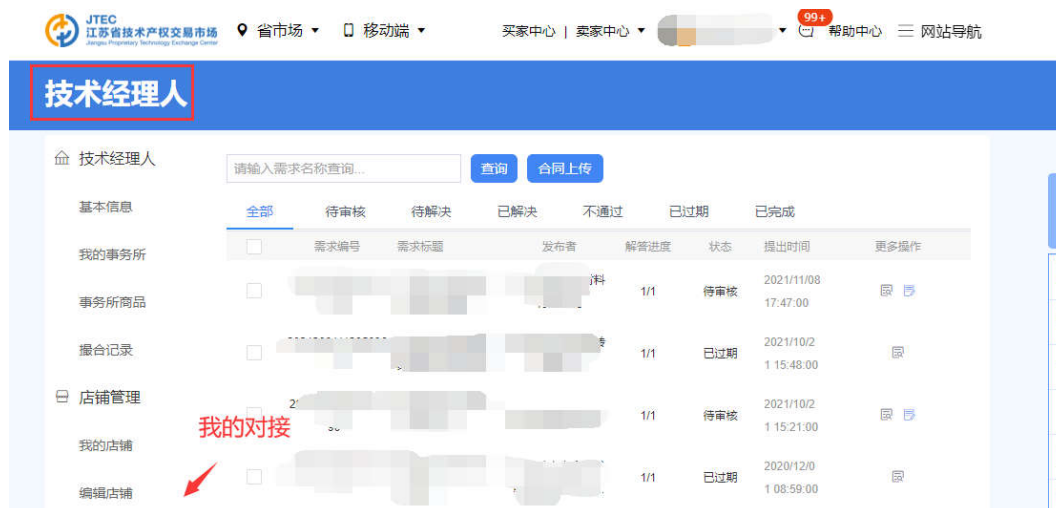 JTEC
江苏省技术产权交易市场
Jiangsu Proprietary Technology Exchange Center
省市场 移动端 买家中心 | 卖家中心 99+ 帮助中心 网站导航
技术经理人
技术经理人
请输入需求名称查询... 查询 合同上传
基本信息
全部 待审核 待解决 已解决 不通过 已过期 已完成
需求编号 需求标题 发布者 解答进度 状态 提出时间 更多操作
我的事务所
1/1 待审核 2021/11/08
17:47:00
事务所商品
撮合记录
1/1 已过期 2021/10/2
1 15:48:00
店铺管理
1/1 待审核 2021/10/2
1 15:21:00
我的对接
我的店铺
1/1 已过期 2020/12/0
1 08:59:00
编辑店铺